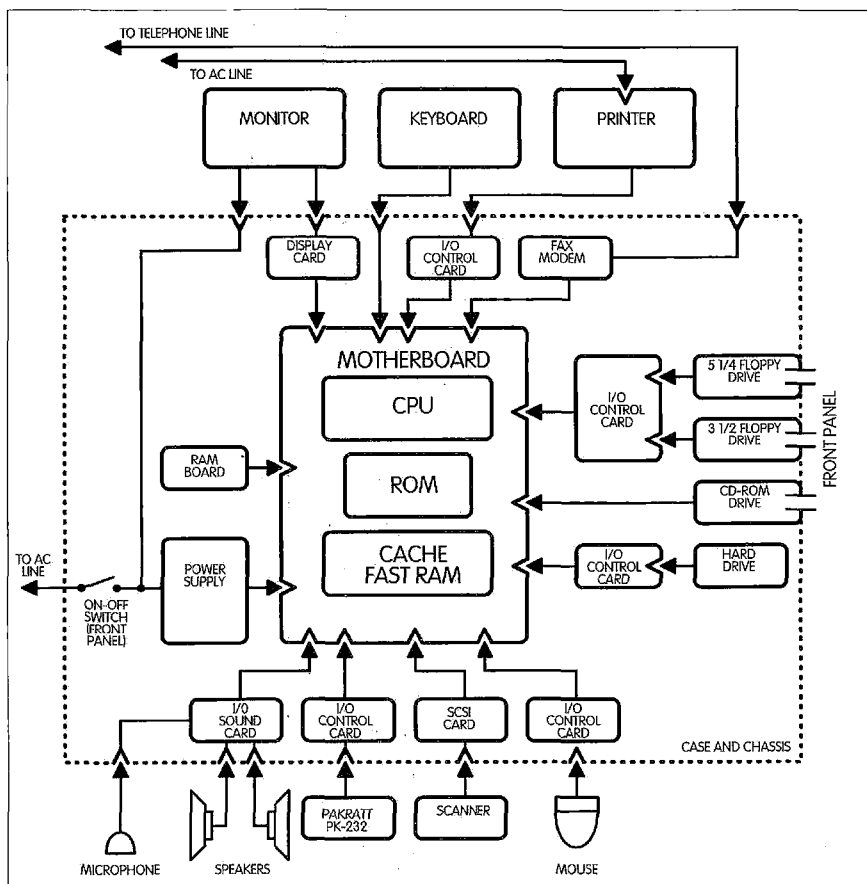 TO TELEPHONE LINE
TO AC LINE
MONITOR
KEYBOARD
PRINTER
DISPLAY
CARD
I/O
CONTROL
CARD
FAX
MODEM
MOTHERBOARD
CPU
ROM
CACHE
FAST RAM
I/O
CONTROL
CARD
5 1/4 FLOPPY
DRIVE
3 1/2 FLOPPY
DRIVE
FRONT PANEL
RAM
BOARD
CD-ROM
DRIVE
TO AC
LINE
POWER
SUPPLY
I/O
CONTROL
CARD
HARD
DRIVE
ON-OFF
SWITCH
(FRONT
PANEL)
I/O
SOUND
CARD
I/O
CONTROL
CARD
SCSI
CARD
I/O
CONTROL
CARD
CASE AND CHASSIS
PAKRATT
PK-232
SCANNER
MICROPHONE
SPEAKERS
MOUSE